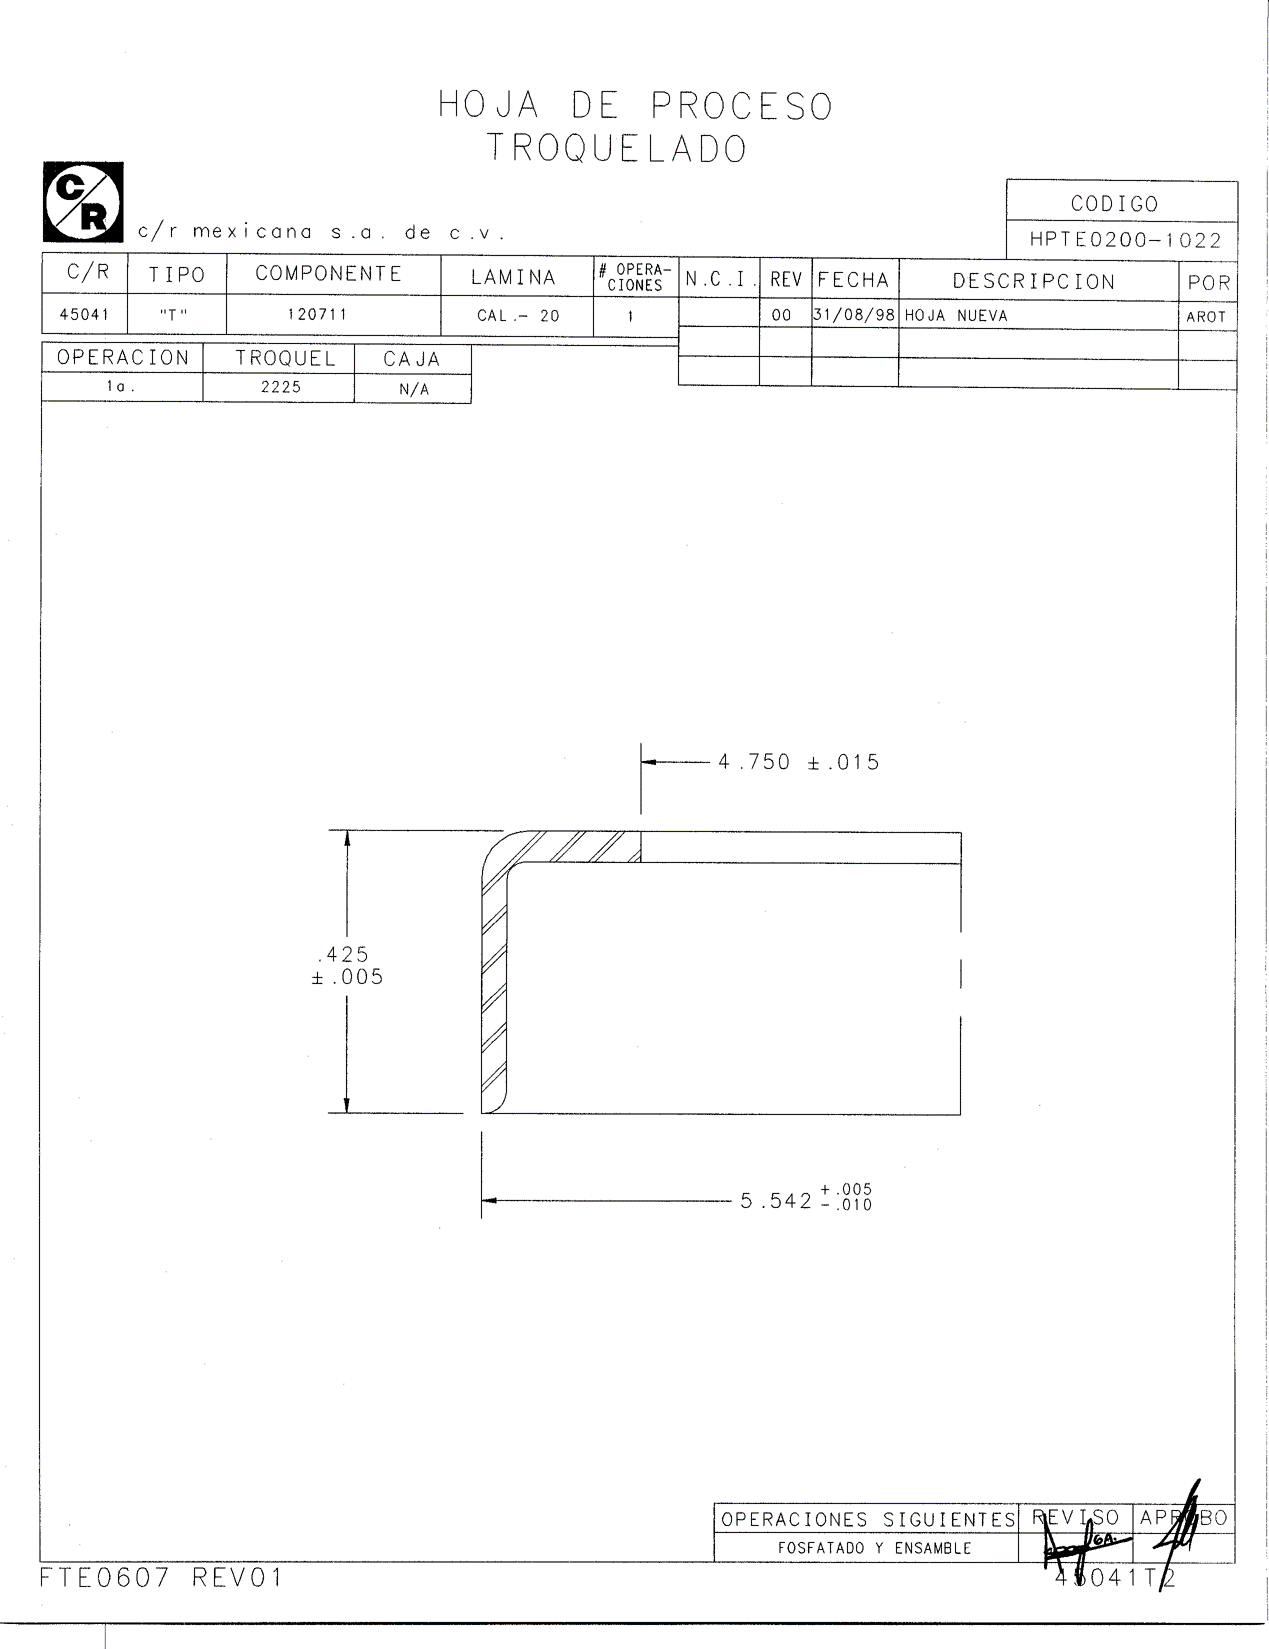 HOJA DE PROCESO
TROQUELADO
C/R
c/r mexicana s.a. de c.v.
CODIGO
HPTE0200-1022
C/R TIPO COMPONENTE LAMINA # OPERA-CIONES N.C.I. REV FECHA DESCRIPCION POR
45041 "T" 120711 CAL.- 20 1 00 31/08/98 HOJA NUEVA AROT
OPERACION TROQUEL CAJA
1a. 2225 N/A
4.750 ±.015
.425
±.005
5.542 +.005 -.010
OPERACIONES SIGUIENTES REVISO APROBO
FOSFATADO Y ENSAMBLE
FTE0607 REV01
45041T2